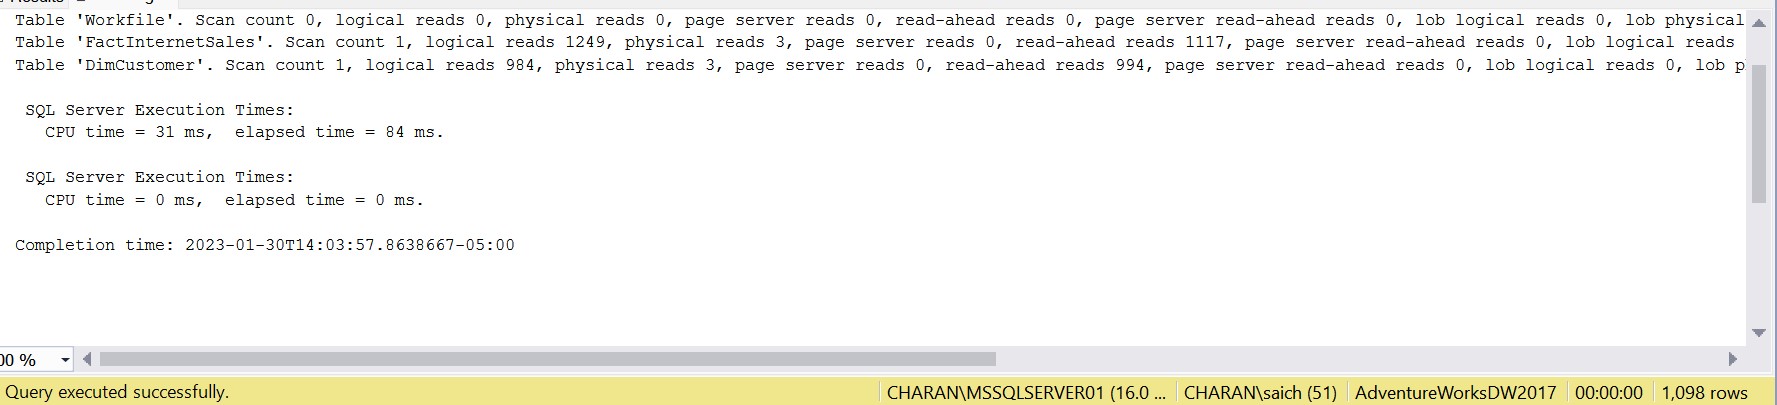 Table 'Workfile'. Scan count 0, logical reads 0, physical reads 0, page server reads 0, read-ahead reads 0, page server read-ahead reads 0, lob logical reads 0, lob physical
Table 'FactInternetSales'. Scan count 1, logical reads 1249, physical reads 3, page server reads 0, read-ahead reads 1117, page server read-ahead reads 0, lob logical reads
Table 'DimCustomer'. Scan count 1, logical reads 984, physical reads 3, page server reads 0, read-ahead reads 994, page server read-ahead reads 0, lob logical reads 0, lob p
SQL Server Execution Times:
CPU time = 31 ms,  elapsed time = 84 ms.
SQL Server Execution Times:
CPU time = 0 ms,  elapsed time = 0 ms.
Completion time: 2023-01-30T14:03:57.8638667-05:00
00 %
Query executed successfully.
CHARAN\MSSQLSERVER01 (16.0 ... CHARAN\saich (51) AdventureWorksDW2017 00:00:00 1,098 rows